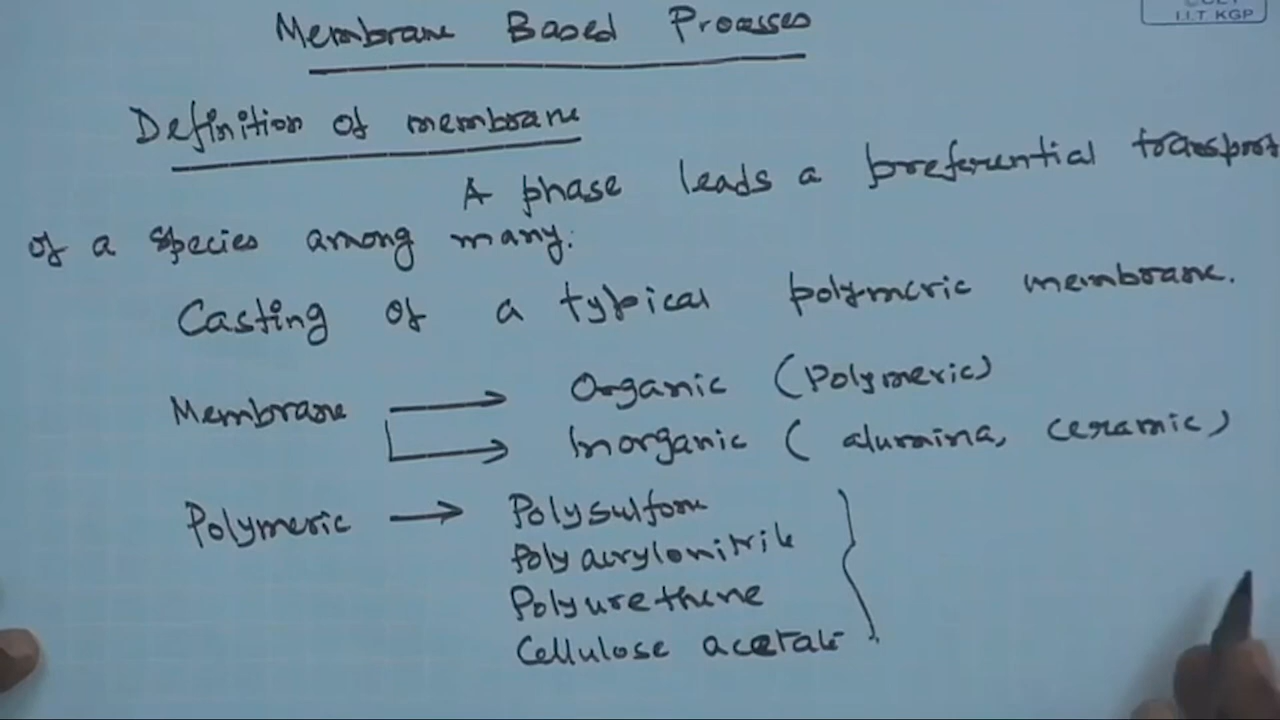 I.I.T. KGP
Membrane Based Processes
Definition of membrane
A phase leads a preferential transport
of a species among many.
Casting of a typical polymeric membrane.
Membrane → Organic (Polymeric)
→ Inorganic (alumina, ceramic)
Polymeric → Polysulfone
Polyacrylonitrile
Polyurethene
Cellulose acetate